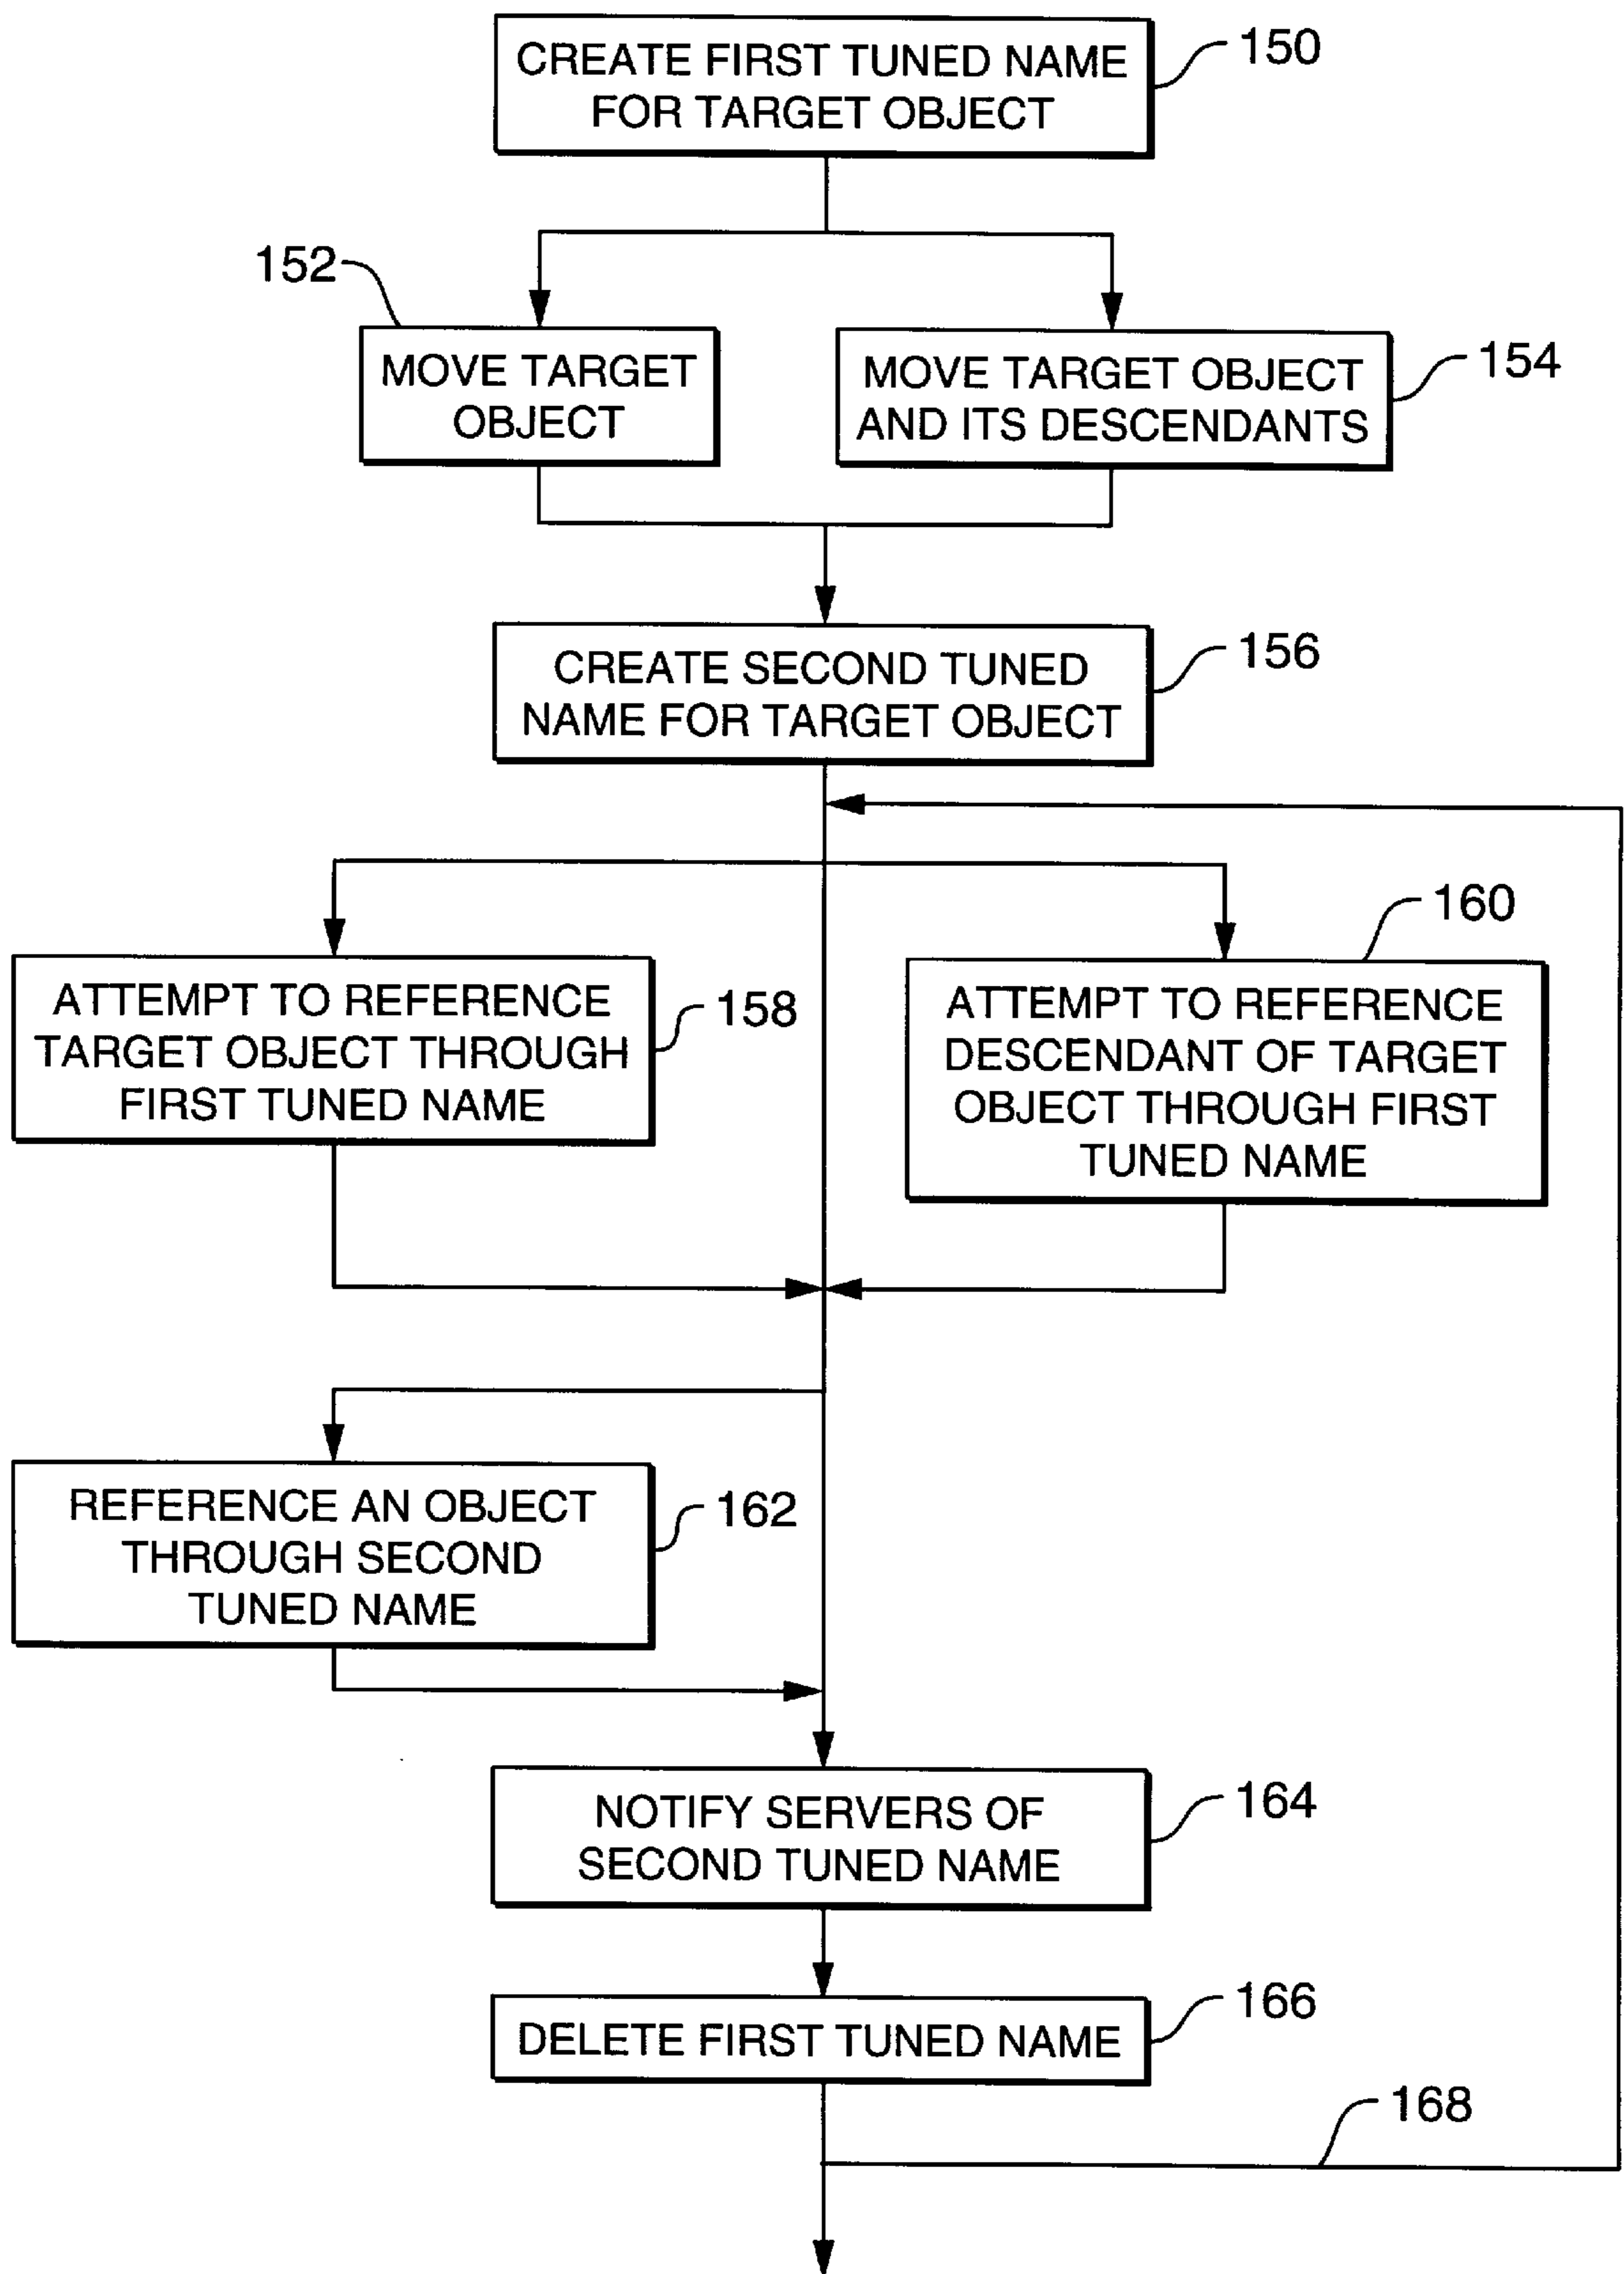 CREATE FIRST TUNED NAME
FOR TARGET OBJECT
150
152
MOVE TARGET
OBJECT
MOVE TARGET OBJECT
AND ITS DESCENDANTS
154
CREATE SECOND TUNED
NAME FOR TARGET OBJECT
156
ATTEMPT TO REFERENCE
TARGET OBJECT THROUGH
FIRST TUNED NAME
158
160
ATTEMPT TO REFERENCE
DESCENDANT OF TARGET
OBJECT THROUGH FIRST
TUNED NAME
REFERENCE AN OBJECT
THROUGH SECOND
TUNED NAME
162
NOTIFY SERVERS OF
SECOND TUNED NAME
164
DELETE FIRST TUNED NAME
166
168